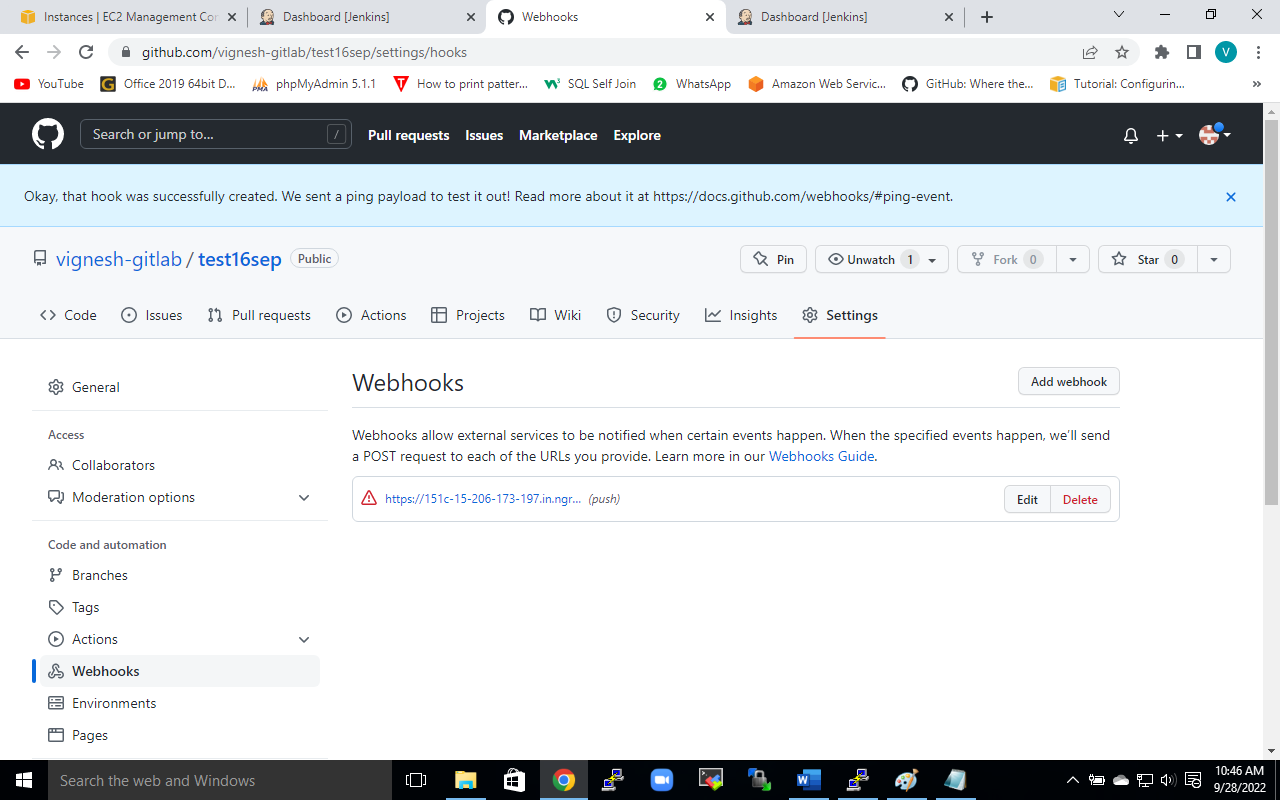 Instances | EC2 Management Con
Dashboard [Jenkins]
Webhooks
Dashboard [Jenkins]
github.com/vignesh-gitlab/test16sep/settings/hooks
V
YouTube
Office 2019 64bit D...
phpMyAdmin 5.1.1
How to print patter...
SQL Self Join
2
WhatsApp
Amazon Web Servic...
GitHub: Where the...
Tutorial: Configurin...
»
Search or jump to...
/
Pull requests
Issues
Marketplace
Explore
Okay, that hook was successfully created. We sent a ping payload to test it out! Read more about it at https://docs.github.com/webhooks/#ping-event.
vignesh-gitlab / test16sep
Public
Pin
Unwatch 1
Fork 0
Star 0
Code
Issues
Pull requests
Actions
Projects
Wiki
Security
Insights
Settings
General
Access
Collaborators
Moderation options
Code and automation
Branches
Tags
Actions
Webhooks
Environments
Pages
Webhooks
Add webhook
Webhooks allow external services to be notified when certain events happen. When the specified events happen, we'll send
a POST request to each of the URLs you provide. Learn more in our Webhooks Guide.
https://151c-15-206-173-197.in.ngr... (push)
Edit
Delete
Search the web and Windows
10:46 AM
9/28/2022